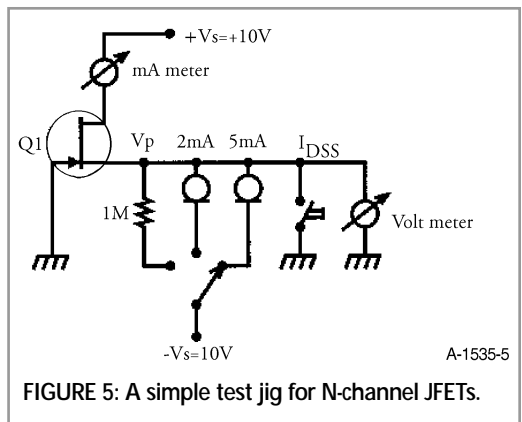 +Vs=+10V
mA meter
Q1
Vp
2mA
5mA
IDSS
1M
Volt meter
-Vs=10V
A-1535-5
FIGURE 5: A simple test jig for N-channel JFETs.